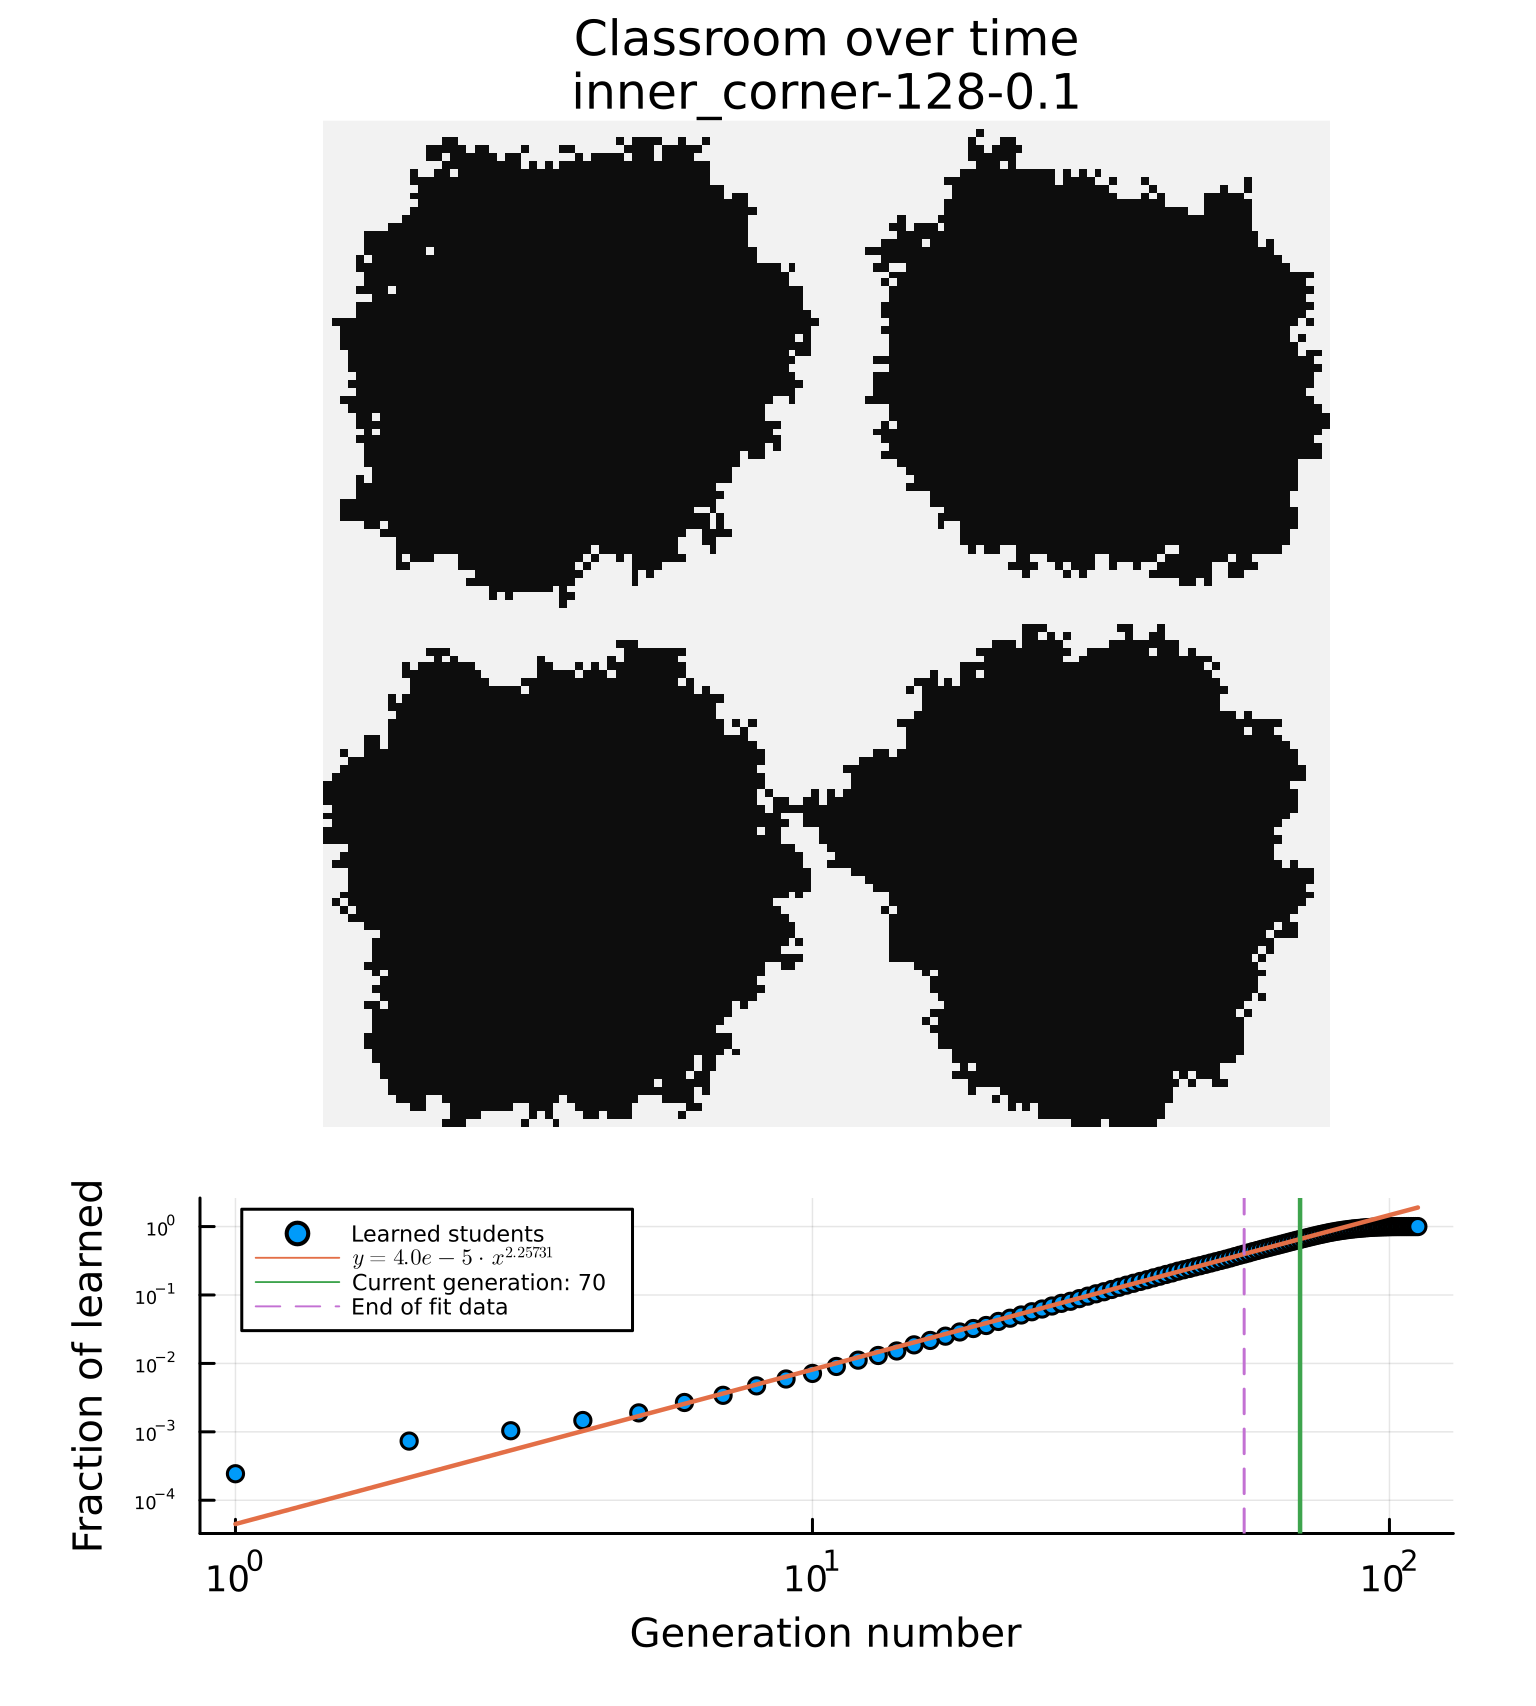 Classroom over time
inner_corner-128-0.1
Fraction of learned
10^0
10^-1
10^-2
10^-3
10^-4
Learned students
y = 4.0e − 5 · x^2.25731
Current generation: 70
End of fit data
10^0 10^1 10^2
Generation number